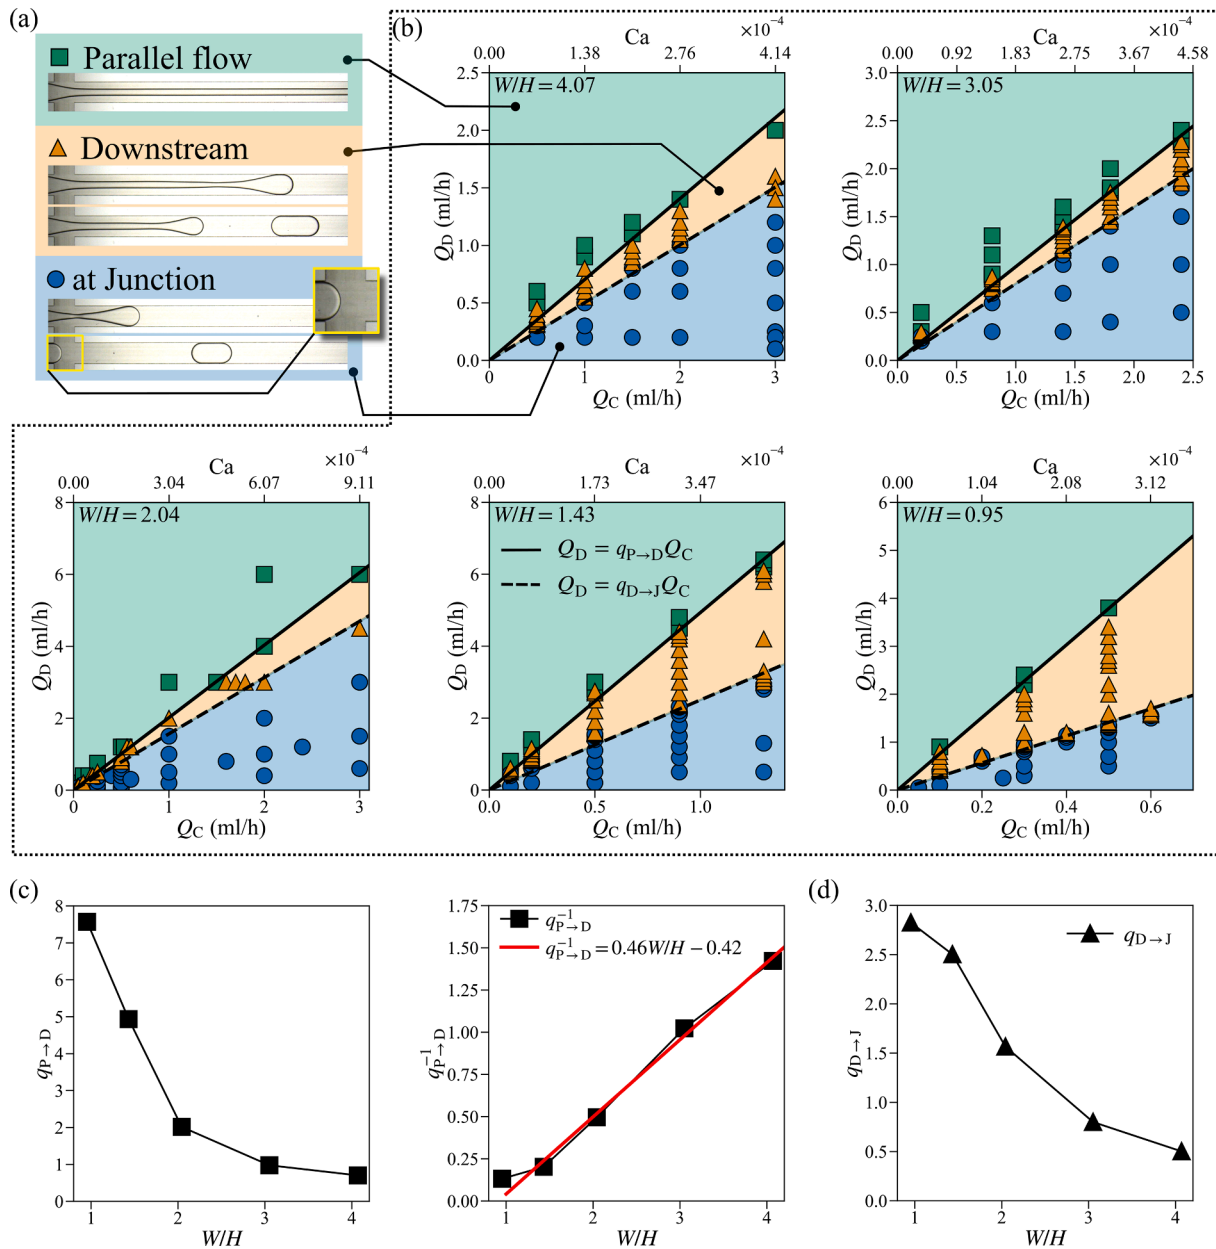 (a)
Parallel flow
Downstream
at Junction
(b)
×10⁻⁴
Ca
0.00 1.38 2.76 4.14
W/H = 4.07
2.5
2.0
1.5
1.0
0.5
0.0
Q_D (ml/h)
0 1 2 3
Q_C (ml/h)
×10⁻⁴
Ca
0.00 0.92 1.83 2.75 3.67 4.58
W/H = 3.05
3.0
2.5
2.0
1.5
1.0
0.5
0.0
Q_D (ml/h)
0.0 0.5 1.0 1.5 2.0 2.5
Q_C (ml/h)
×10⁻⁴
Ca
0.00 3.04 6.07 9.11
W/H = 2.04
8
6
4
2
0
Q_D (ml/h)
0 1 2 3
Q_C (ml/h)
×10⁻⁴
Ca
0.00 1.73 3.47
W/H = 1.43
Q_D = q_P→D Q_C
Q_D = q_D→J Q_C
8
6
4
2
0
Q_D (ml/h)
0.0 0.5 1.0
Q_C (ml/h)
×10⁻⁴
Ca
0.00 1.04 2.08 3.12
W/H = 0.95
6
5
4
3
2
1
0
Q_D (ml/h)
0.0 0.2 0.4 0.6
Q_C (ml/h)
(c)
8
7
6
5
4
3
2
1
0
q_P→D
1 2 3 4
W/H
q⁻¹_P→D
q⁻¹_P→D = 0.46W/H − 0.42
1.75
1.50
1.25
1.00
0.75
0.50
0.25
0.00
q⁻¹_P→D
1 2 3 4
W/H
(d)
q_D→J
3.0
2.5
2.0
1.5
1.0
0.5
0.0
q_D→J
1 2 3 4
W/H